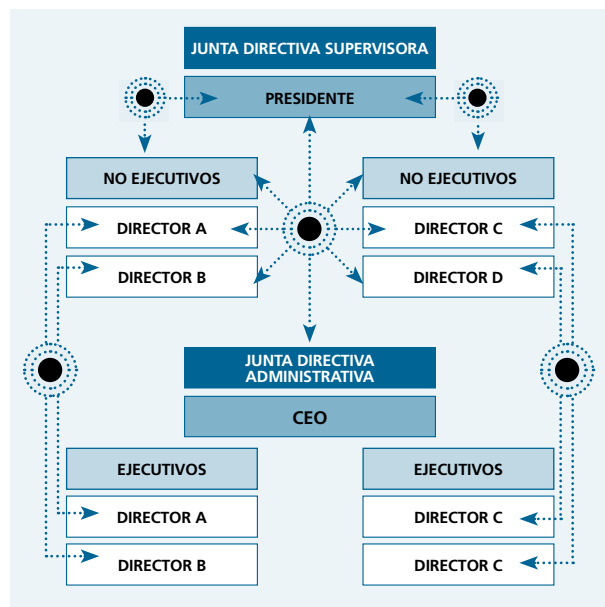 JUNTA DIRECTIVA SUPERVISORA
PRESIDENTE
NO EJECUTIVOS
NO EJECUTIVOS
DIRECTOR A
DIRECTOR C
DIRECTOR B
DIRECTOR D
JUNTA DIRECTIVA
ADMINISTRATIVA
CEO
EJECUTIVOS
EJECUTIVOS
DIRECTOR A
DIRECTOR C
DIRECTOR B
DIRECTOR C